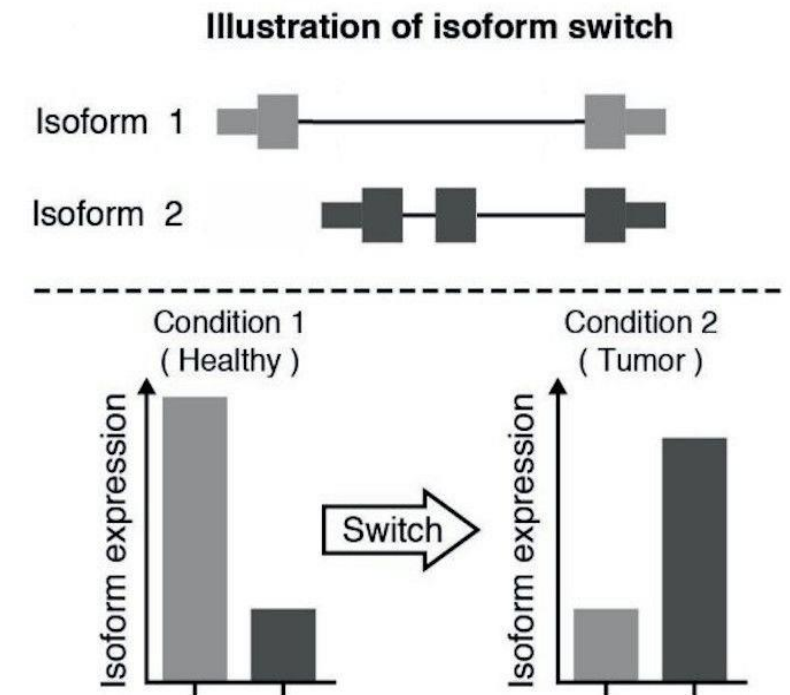 Illustration of isoform switch
Isoform 1
Isoform 2
Condition 1
( Healthy )
Condition 2
( Tumor )
Isoform expression
Switch
Isoform expression